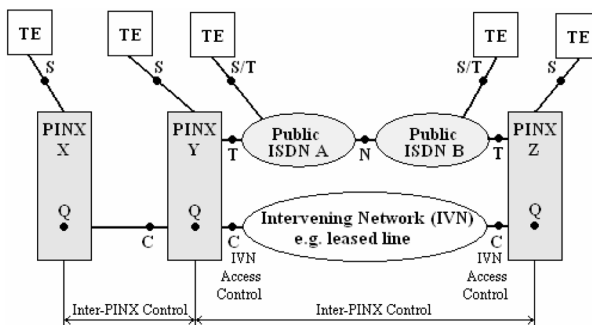 TE
TE
TE
TE
TE
S
S
S/T
S/T
S
PINX
X
PINX
Y
Public
ISDN A
Public
ISDN B
PINX
Z
T
N
T
Q
Q
Q
C
C
C
Intervening Network (IVN)
e.g. leased line
IVN
Access
Control
IVN
Access
Control
Inter-PINX Control
Inter-PINX Control